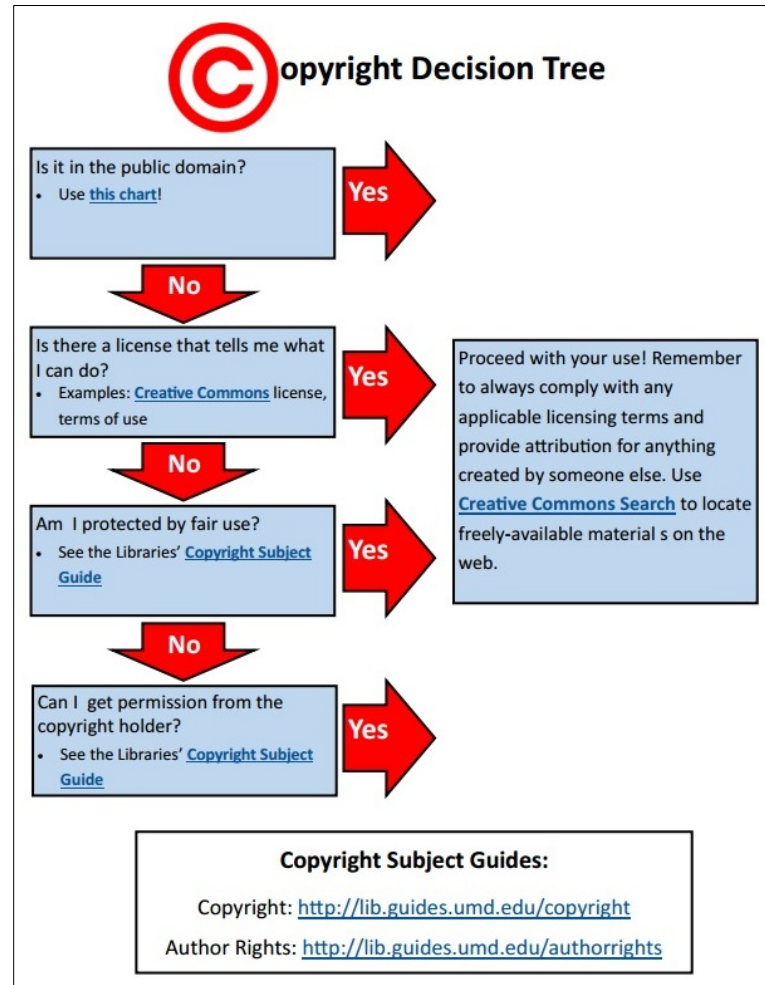 Copyright Decision Tree
Is it in the public domain?
• Use this chart!
Yes
No
Is there a license that tells me what
I can do?
• Examples: Creative Commons license,
terms of use
Yes
Proceed with your use! Remember
to always comply with any
applicable licensing terms and
provide attribution for anything
created by someone else. Use
Creative Commons Search to locate
freely-available material s on the
web.
No
Am I protected by fair use?
• See the Libraries' Copyright Subject
Guide
Yes
No
Can I get permission from the
copyright holder?
• See the Libraries' Copyright Subject
Guide
Yes
Copyright Subject Guides:
Copyright: http://lib.guides.umd.edu/copyright
Author Rights: http://lib.guides.umd.edu/authorrights